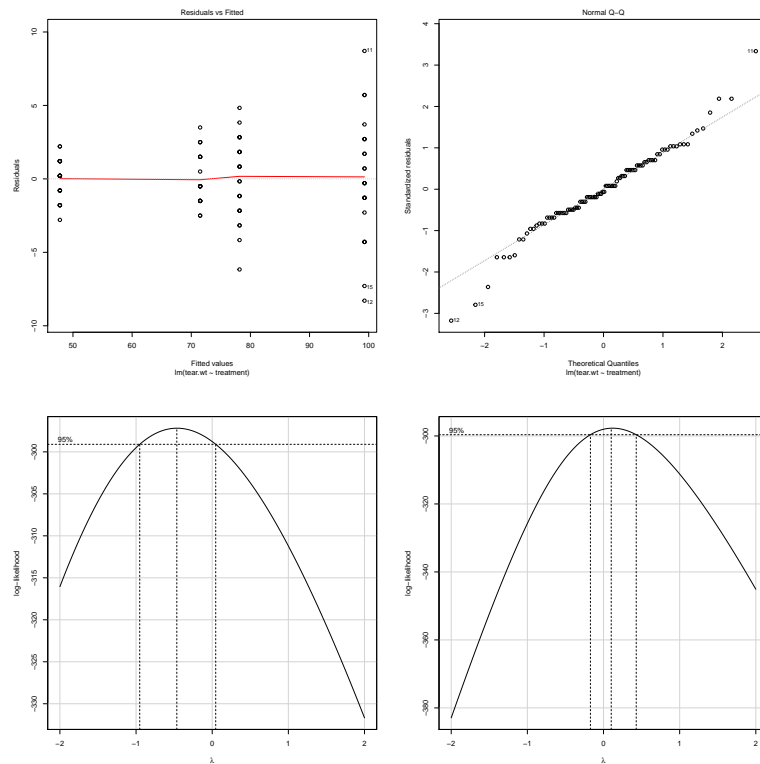 Residuals vs Fitted
10
5
0
−5
−10
Residuals
11
15
12
50 60 70 80 90 100
Fitted values
lm(tear.wt ~ treatment)
Normal Q−Q
4
3
2
1
0
−1
−2
−3
Standardized residuals
11
15
12
−2 −1 0 1 2
Theoretical Quantiles
lm(tear.wt ~ treatment)
95%
−300
−305
−310
−315
−320
−325
−330
log−likelihood
−2 −1 0 1 2
λ
95%
−300
−320
−340
−360
−380
log−likelihood
−2 −1 0 1 2
λ